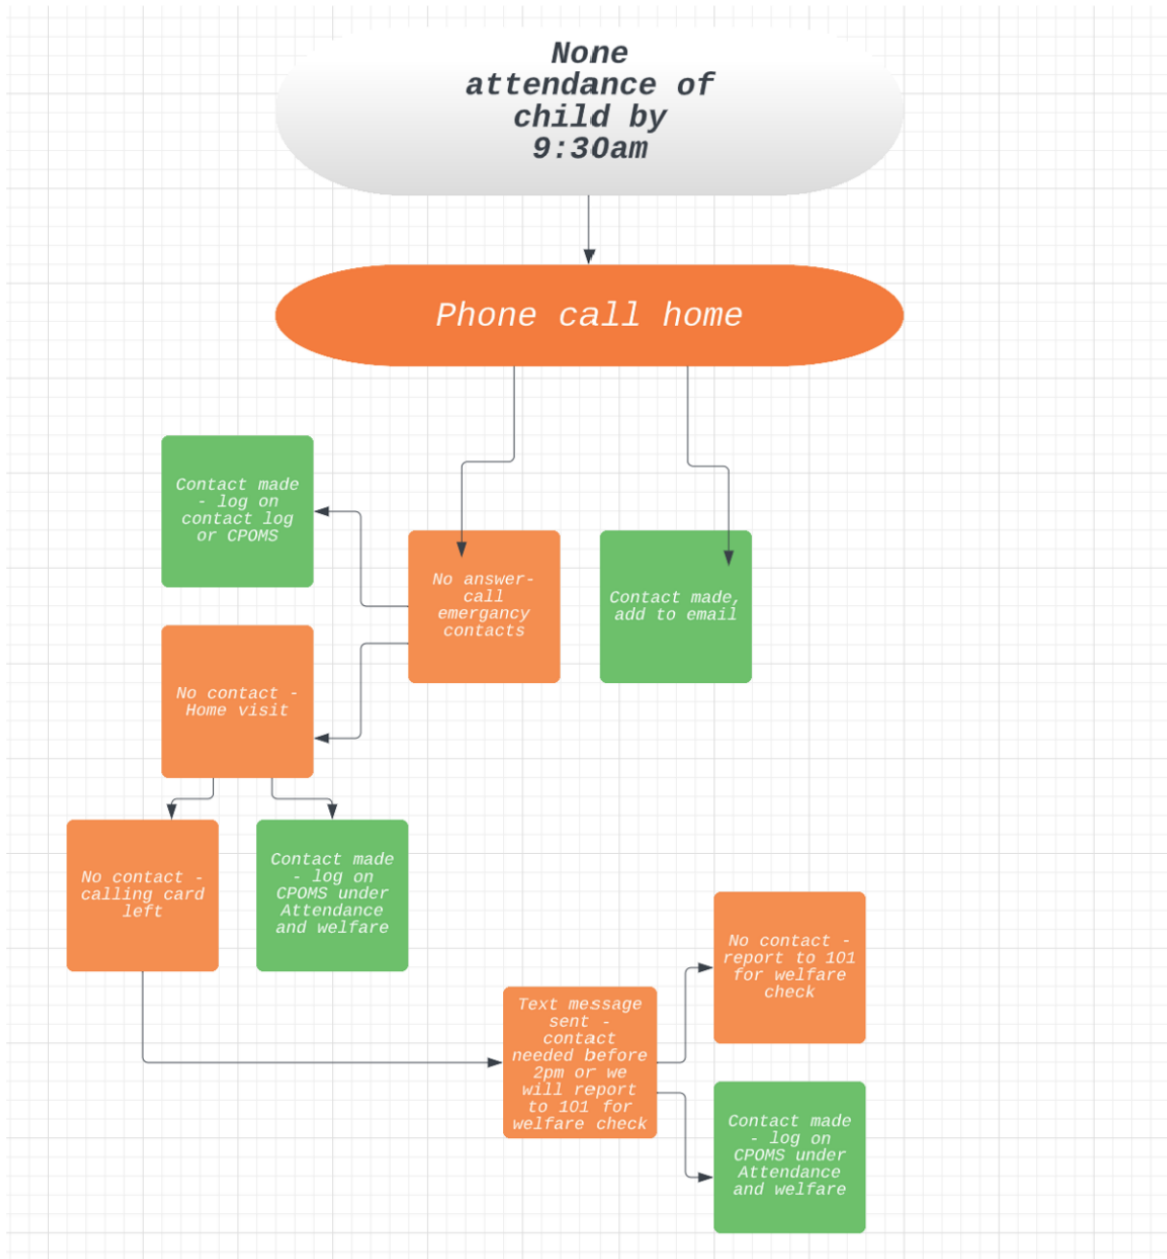 None
attendance of
child by
9:30am
Phone call home
Contact made
- log on
contact log
or CPOMS
No answer-
call
emergancy
contacts
Contact made,
add to email
No contact -
Home visit
No contact -
calling card
left
Contact made
- log on
CPOMS under
Attendance
and welfare
Text message
sent -
contact
needed before
2pm or we
will report
to 101 for
welfare check
No contact -
report to 101
for welfare
check
Contact made
- log on
CPOMS under
Attendance
and welfare